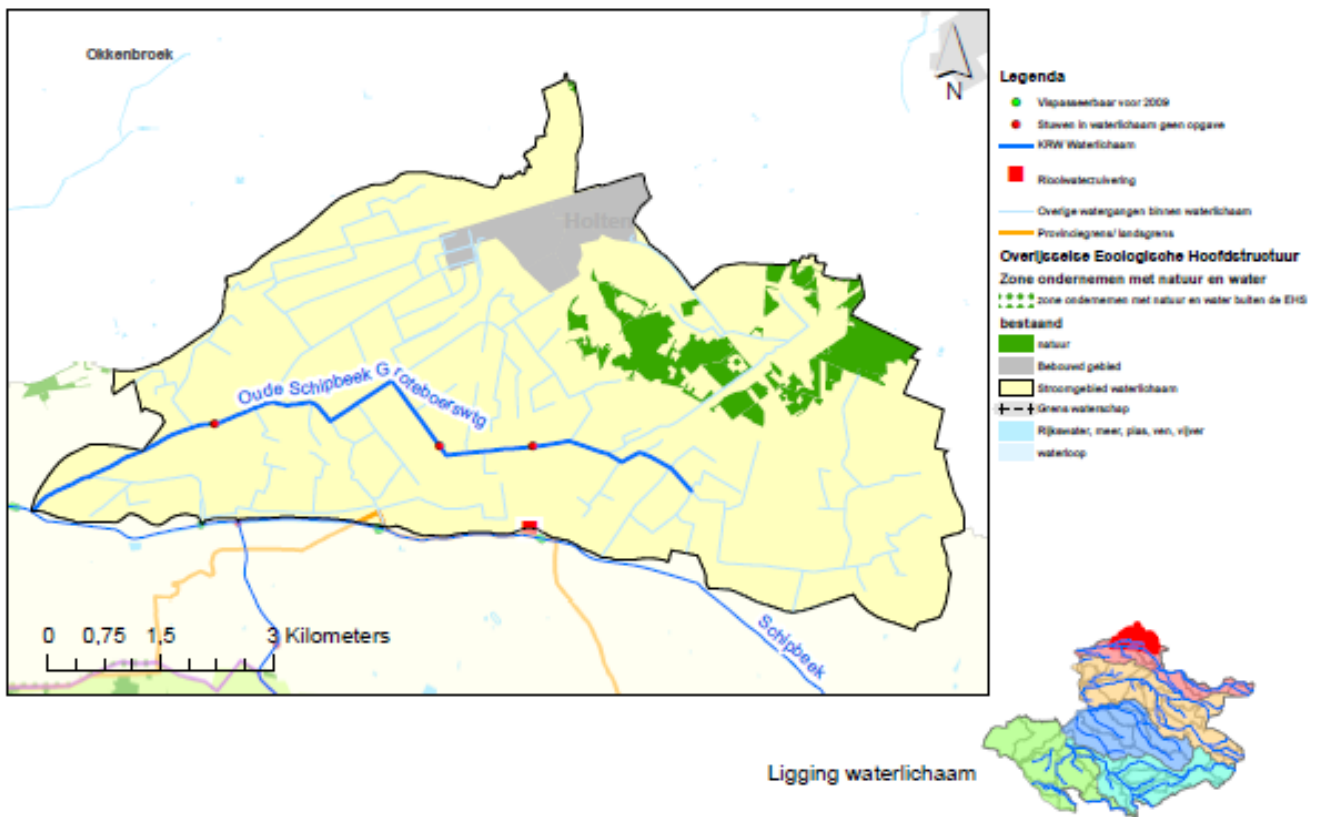 Okkenbroek
N
Holten
Oude Schipbeek Groteboerswtg
Schipbeek
0 0,75 1,5 3 Kilometers
Legenda
Vispasseerbaar voor 2009
Stuwen in waterlichaam geen opgave
KRW Waterlichaam
Rioolwaterzuivering
Overige watergangen binnen waterlichaam
Provinciegrens/ landsgrens
Overijsselse Ecologische Hoofdstructuur
Zone ondernemen met natuur en water
zone ondernemen met natuur en water buiten de EHS
bestaand
natuur
Bebouwd gebied
Stroomgebied waterlichaam
Grens waterschap
Rijkswater, meer, plas, ven, vijver
waterloop
Ligging waterlichaam